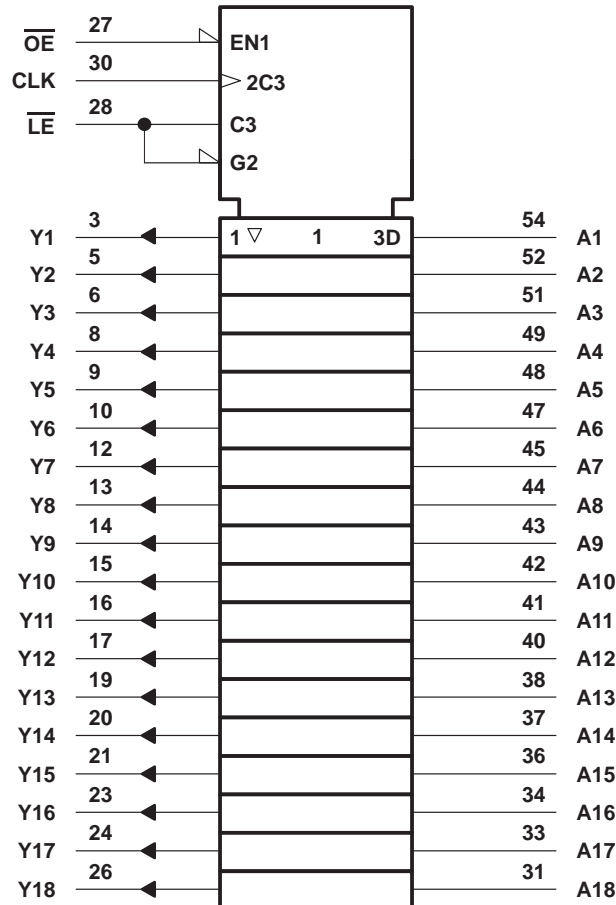 27
O̅E̅ EN1
30
CLK 2C3
28
L̅E̅ C3
G2
3 54
Y1 1 ▽ 1 3D A1
5 52
Y2 A2
6 51
Y3 A3
8 49
Y4 A4
9 48
Y5 A5
10 47
Y6 A6
12 45
Y7 A7
13 44
Y8 A8
14 43
Y9 A9
15 42
Y10 A10
16 41
Y11 A11
17 40
Y12 A12
19 38
Y13 A13
20 37
Y14 A14
21 36
Y15 A15
23 34
Y16 A16
24 33
Y17 A17
26 31
Y18 A18